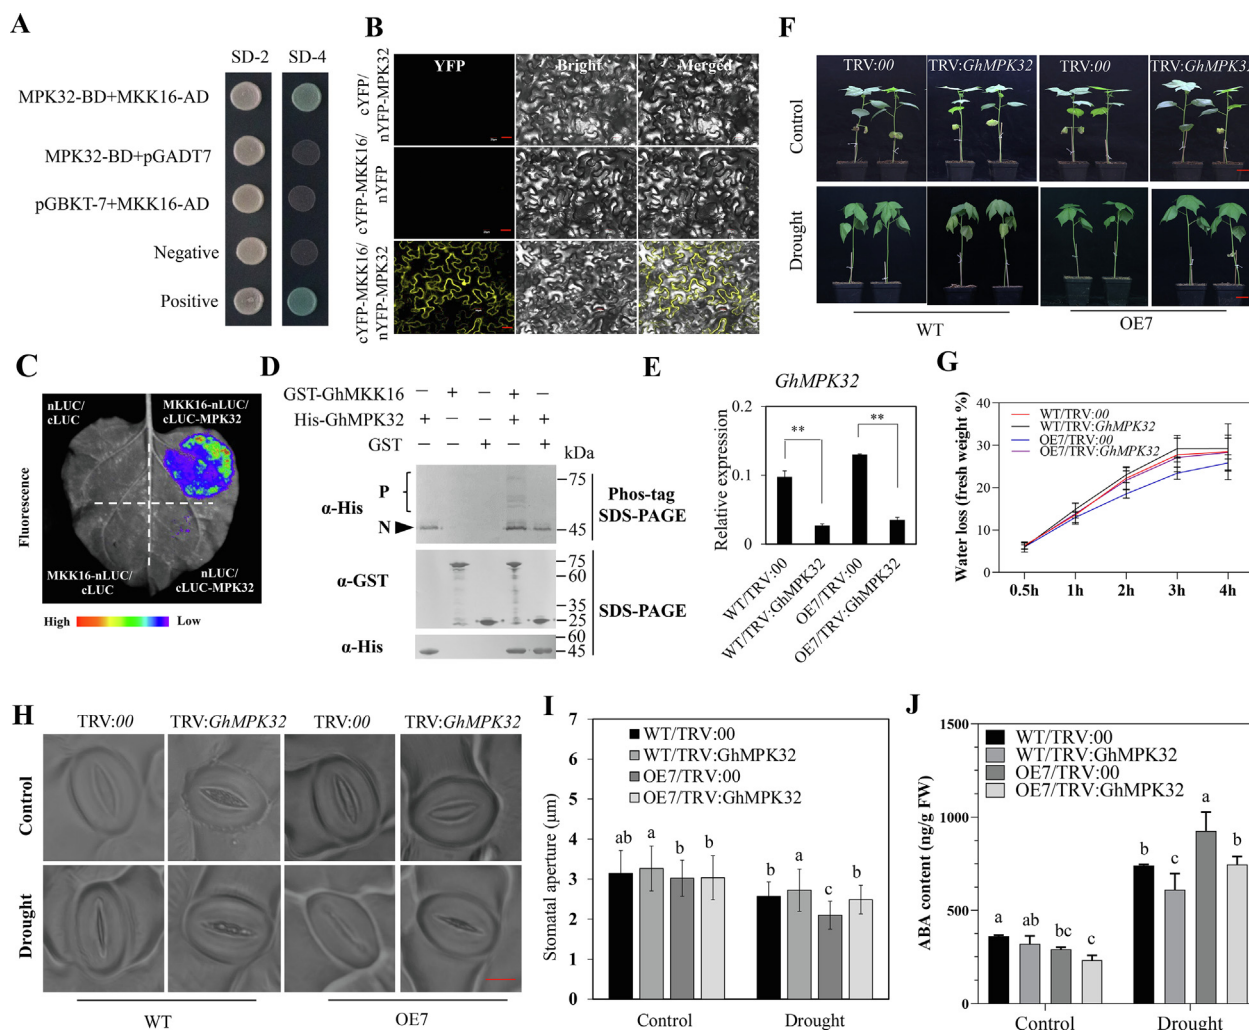 A
SD-2 SD-4
MPK32-BD+MKK16-AD
MPK32-BD+pGADT7
pGBKT-7+MKK16-AD
Negative
Positive
B
YFP Bright Merged
cYFP/
nYFP-MPK32
cYFP-MKK16/
nYFP
cYFP-MKK16/
nYFP-MPK32
F
TRV:00 TRV:GhMPK32 TRV:00 TRV:GhMPK32
Control
Drought
WT OE7
C
nLUC/
cLUC
MKK16-nLUC/
cLUC-MPK32
MKK16-nLUC/
cLUC
nLUC/
cLUC-MPK32
Fluorescence
High Low
D
GST-GhMKK16 − + − + −
His-GhMPK32 + − − + +
GST − − + − +
kDa
α-His
P
N
75
45
Phos-tag
SDS-PAGE
α-GST
75
60
35
25
SDS-PAGE
α-His
60
45
E
GhMPK32
Relative expression
0.2
0.1
0
** **
WT/TRV:00
WT/TRV:GhMPK32
OE7/TRV:00
OE7/TRV:GhMPK32
G
Water loss (fresh weight %)
WT/TRV:00
WT/TRV:GhMPK32
OE7/TRV:00
OE7/TRV:GhMPK32
40
30
20
10
0
0.5h 1h 2h 3h 4h
H
TRV:00 TRV:GhMPK32 TRV:00 TRV:GhMPK32
Control
Drought
WT OE7
I
Stomatal aperture (μm)
7
6
5
4
3
2
1
0
WT/TRV:00
WT/TRV:GhMPK32
OE7/TRV:00
OE7/TRV:GhMPK32
ab a b b
b a c b
Control Drought
J
ABA content (ng/g FW)
1500
1000
500
0
WT/TRV:00
WT/TRV:GhMPK32
OE7/TRV:00
OE7/TRV:GhMPK32
a ab bc c
b c a b
Control Drought